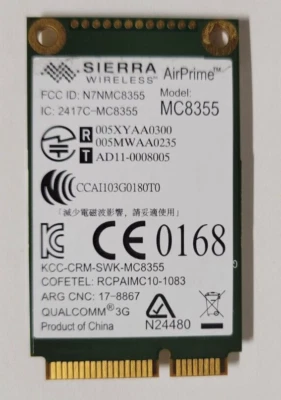 SIERRA
WIRELESS™ AirPrime™
FCC ID: N7NMC8355 Model:
IC: 2417C-MC8355 MC8355
R 005XYAA0300
005MWAA0235
T AD11-0008005
CCAI103G0180T0
「減少電磁波影響，請妥適使用」
CE 0168
KCC-CRM-SWK-MC8355
COFETEL: RCPAIMC10-1083
ARG CNC: 17-8867
QUALCOMM® 3G
Product of China N24480